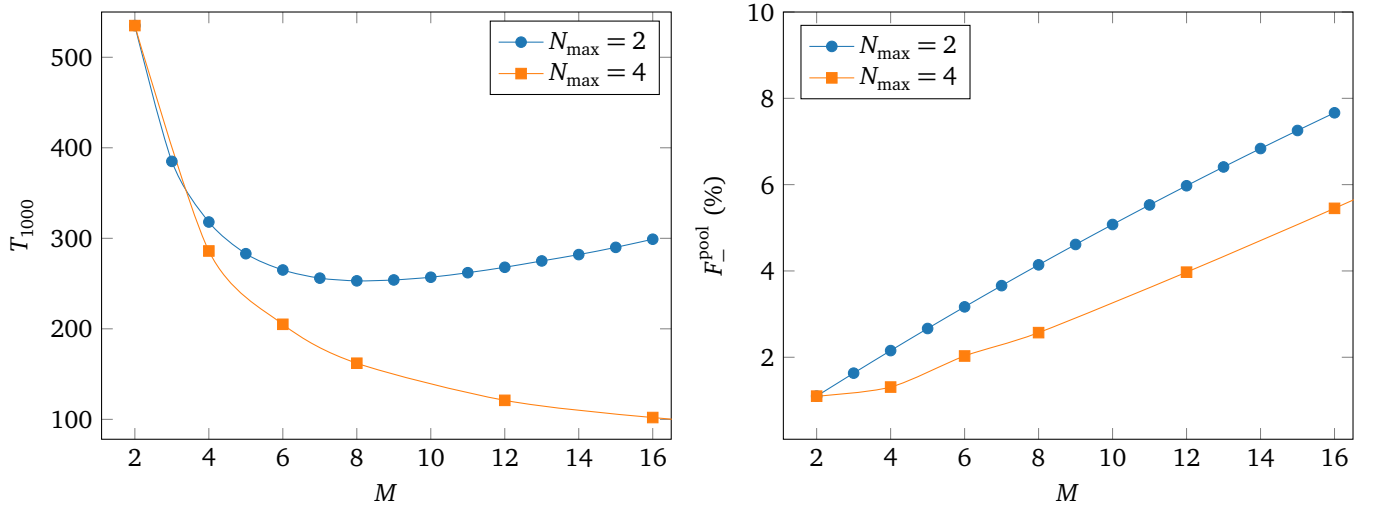 500
400
300
200
100
T_1000
2 4 6 8 10 12 14 16
M
N_max = 2
N_max = 4
10
8
6
4
2
F_−^pool (%)
2 4 6 8 10 12 14 16
M
N_max = 2
N_max = 4